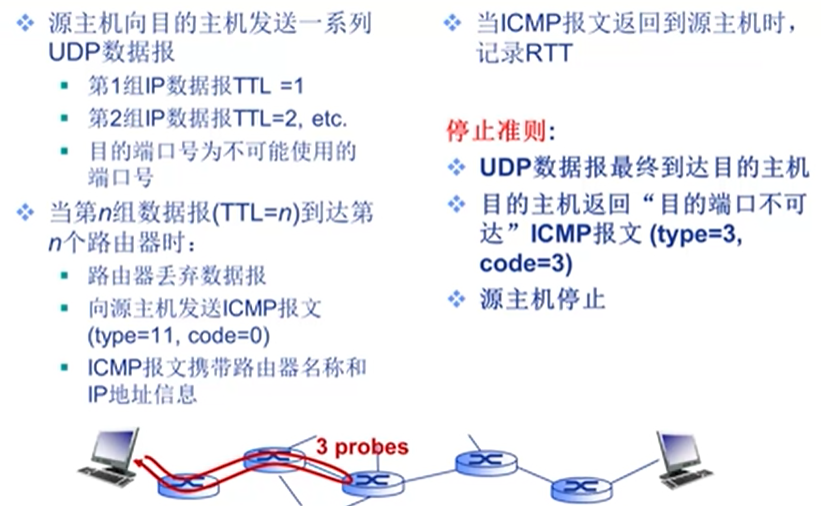 源主机向目的主机发送一系列
UDP数据报
第1组IP数据报TTL =1
第2组IP数据报TTL=2, etc.
目的端口号为不可能使用的
端口号
当第n组数据报(TTL=n)到达第
n个路由器时：
路由器丢弃数据报
向源主机发送ICMP报文
(type=11, code=0)
ICMP报文携带路由器名称和
IP地址信息
当ICMP报文返回到源主机时，
记录RTT
停止准则:
UDP数据报最终到达目的主机
目的主机返回“目的端口不可
达”ICMP报文 (type=3,
code=3)
源主机停止
3 probes